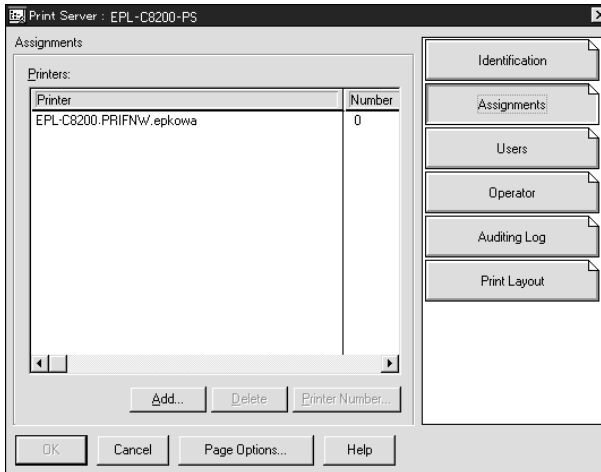 Print Server : EPL-C8200-PS
Assignments
Printers:
Printer Number
EPL-C8200.PRIFNW.epkowa 0
Add... Delete Printer Number...
OK Cancel Page Options... Help
Identification
Assignments
Users
Operator
Auditing Log
Print Layout